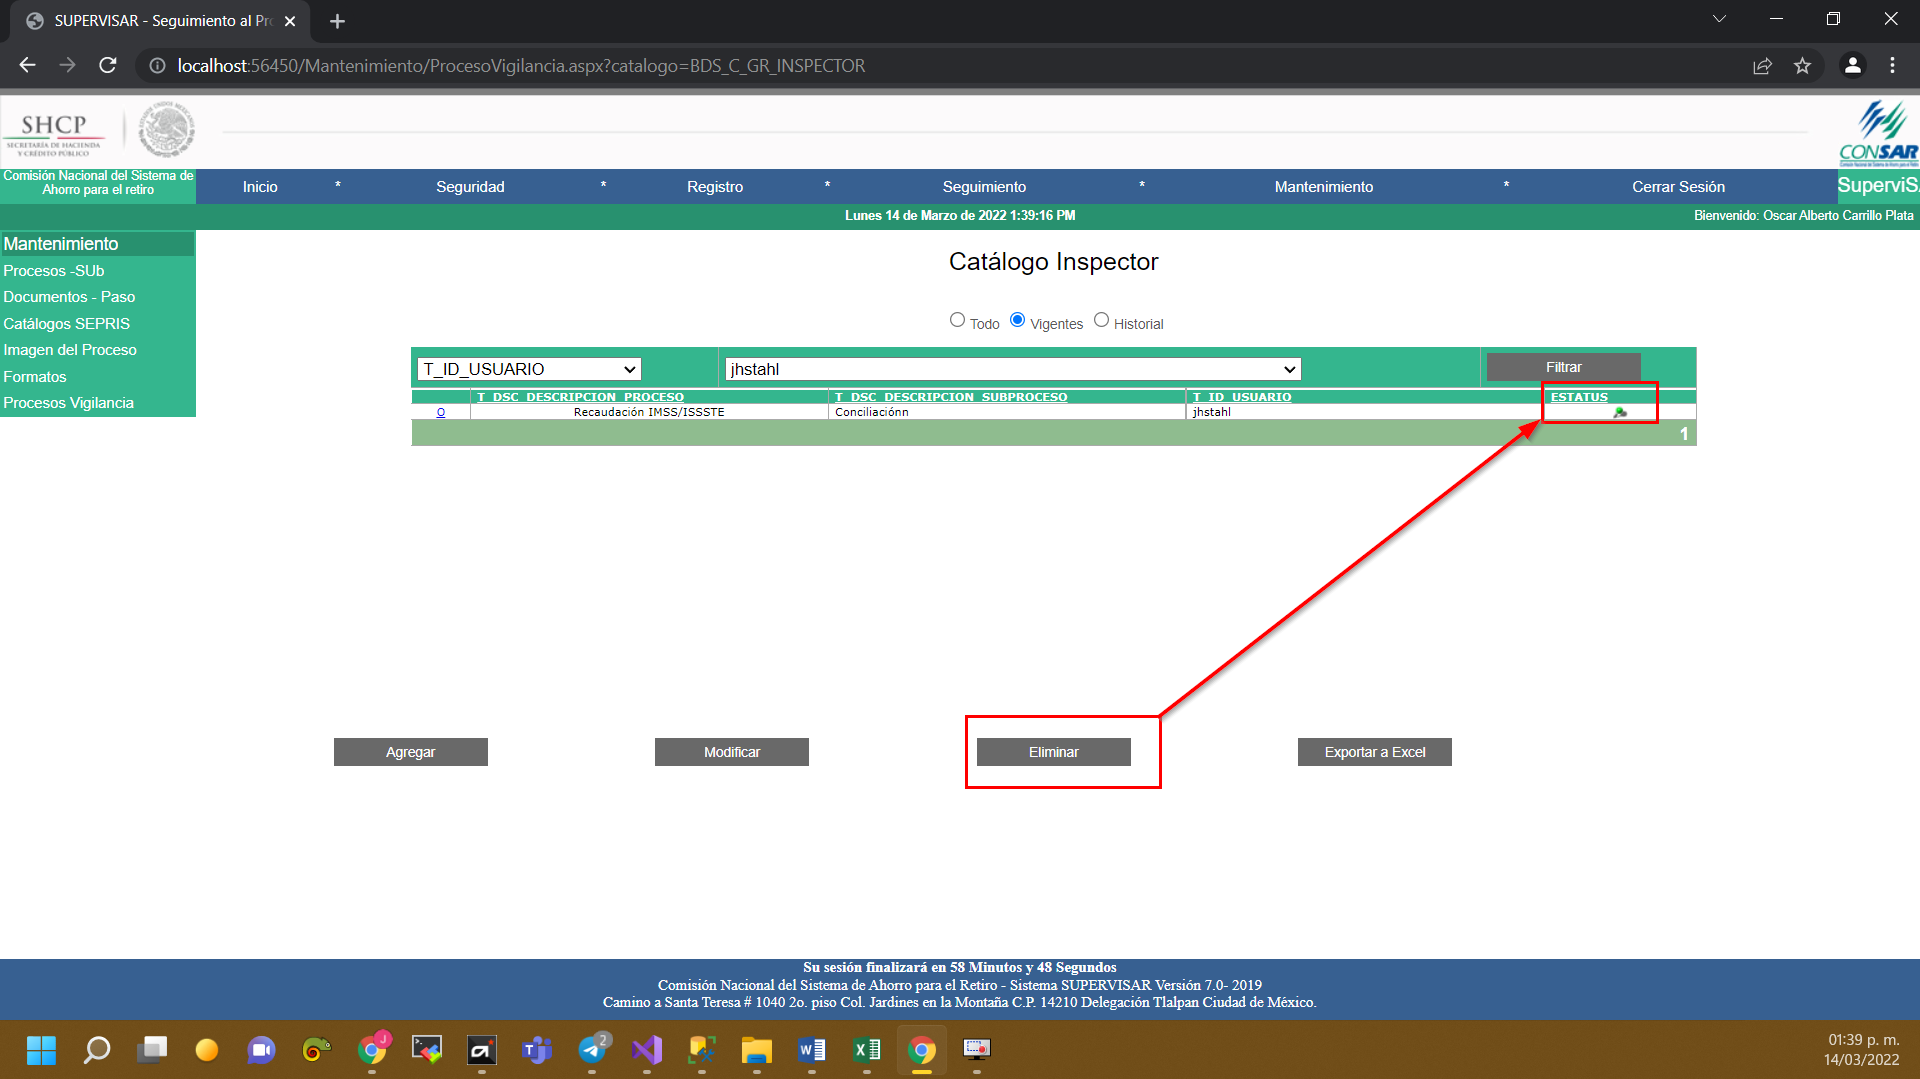 SUPERVISAR - Seguimiento al Pro
localhost:56450/Mantenimiento/ProcesoVigilancia.aspx?catalogo=BDS_C_GR_INSPECTOR
SHCP
SECRETARÍA DE HACIENDA
Y CRÉDITO PÚBLICO
CONSAR
Comisión Nacional del Sistema de
Ahorro para el retiro
Inicio * Seguridad * Registro * Seguimiento * Mantenimiento * Cerrar Sesión
SuperviSA
Lunes 14 de Marzo de 2022 1:39:16 PM
Bienvenido: Oscar Alberto Carrillo Plata
Mantenimiento
Procesos -SUb
Documentos - Paso
Catálogos SEPRIS
Imagen del Proceso
Formatos
Procesos Vigilancia
Catálogo Inspector
Todo Vigentes Historial
T_ID_USUARIO jhstahl Filtrar
T_DSC_DESCRIPCION_PROCESO T_DSC_DESCRIPCION_SUBPROCESO T_ID_USUARIO ESTATUS
O Recaudación IMSS/ISSSTE Conciliaciónn jhstahl
1
Agregar Modificar Eliminar Exportar a Excel
Su sesión finalizará en 58 Minutos y 48 Segundos
Comisión Nacional del Sistema de Ahorro para el Retiro - Sistema SUPERVISAR Versión 7.0- 2019
Camino a Santa Teresa # 1040 2o. piso Col. Jardines en la Montaña C.P. 14210 Delegación Tlalpan Ciudad de México.
J
2
01:39 p. m.
14/03/2022